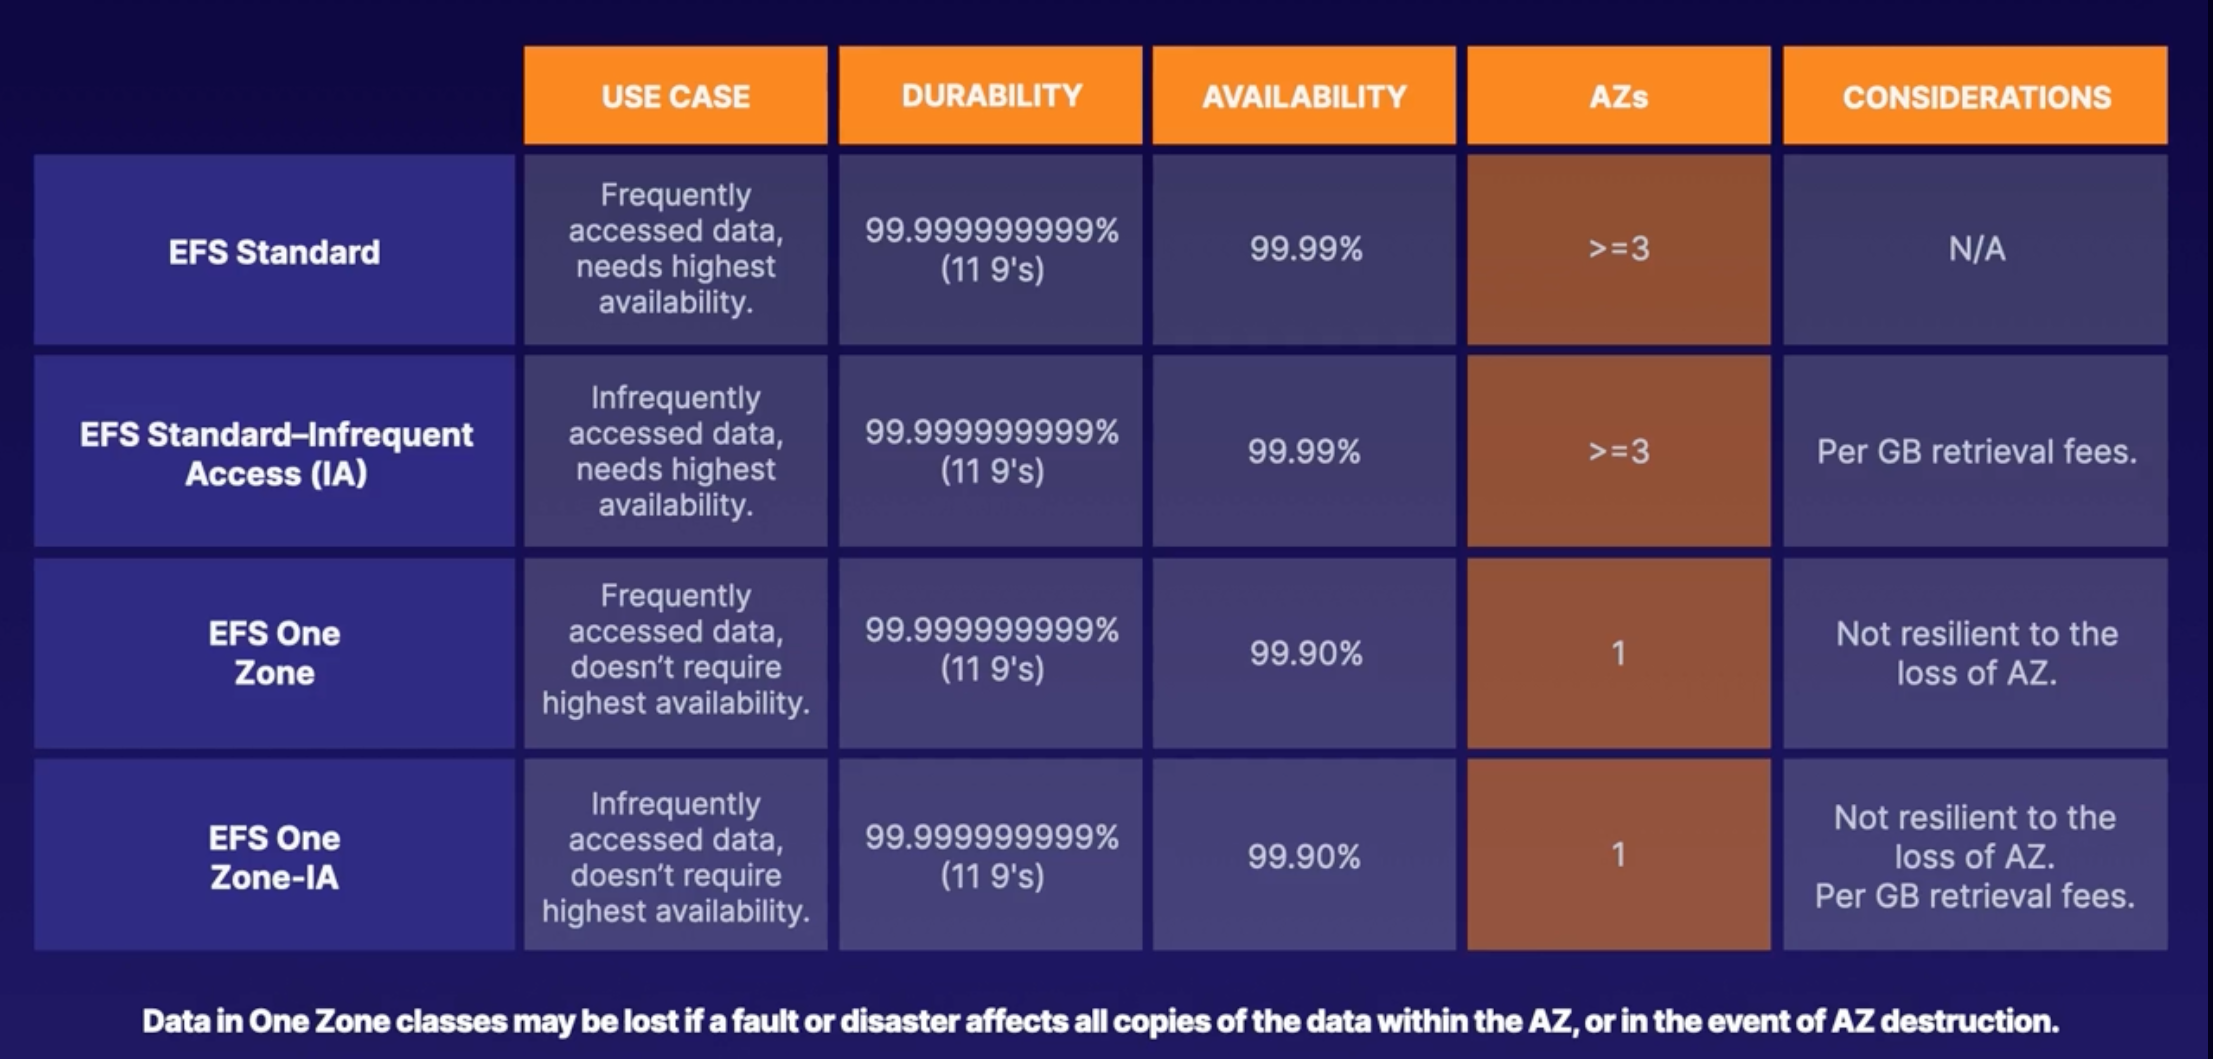 USE CASE
DURABILITY
AVAILABILITY
AZs
CONSIDERATIONS
EFS Standard
Frequently
accessed data,
needs highest
availability.
99.999999999%
(11 9's)
99.99%
>=3
N/A
EFS Standard–Infrequent
Access (IA)
Infrequently
accessed data,
needs highest
availability.
99.999999999%
(11 9's)
99.99%
>=3
Per GB retrieval fees.
EFS One
Zone
Frequently
accessed data,
doesn’t require
highest availability.
99.999999999%
(11 9's)
99.90%
1
Not resilient to the
loss of AZ.
EFS One
Zone-IA
Infrequently
accessed data,
doesn’t require
highest availability.
99.999999999%
(11 9's)
99.90%
1
Not resilient to the
loss of AZ.
Per GB retrieval fees.
Data in One Zone classes may be lost if a fault or disaster affects all copies of the data within the AZ, or in the event of AZ destruction.